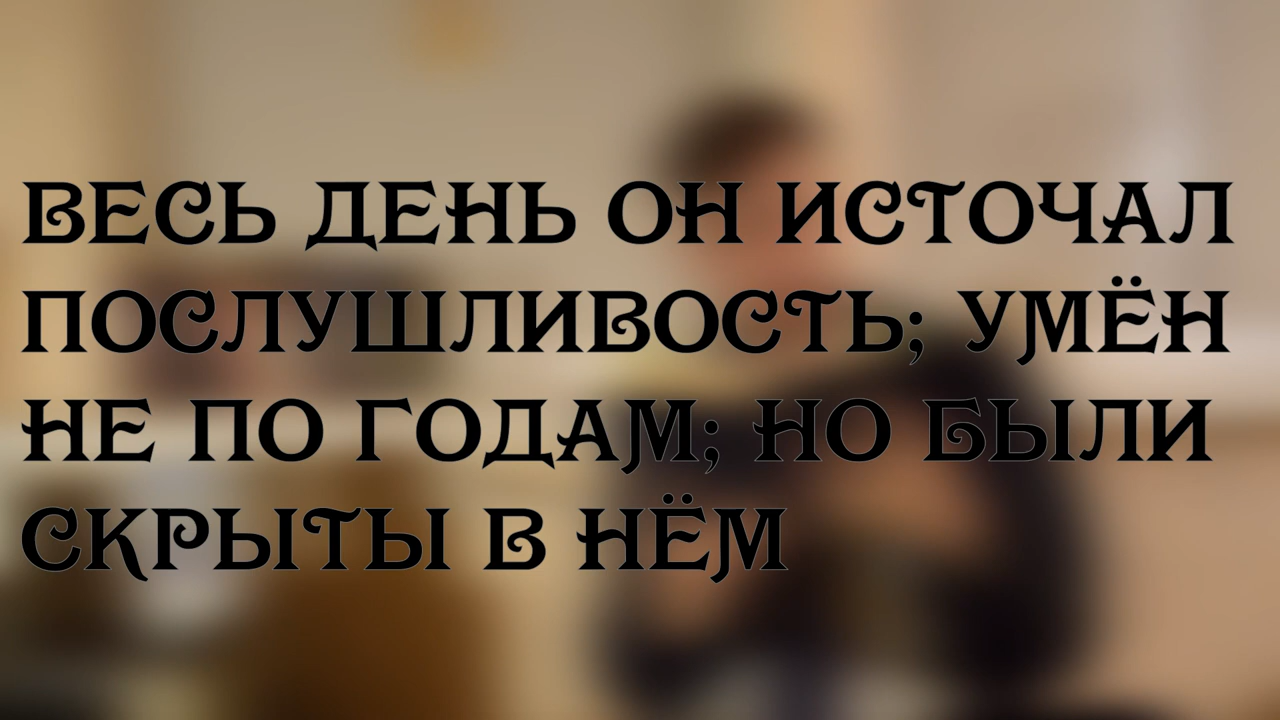 ВЕСЬ ДЕНЬ ОН ИСТОЧАЛ
ПОСЛУШЛИВОСТЬ; УМЁН
НЕ ПО ГОДАМ; НО БЫЛИ
СКРЫТЫ В НЁМ